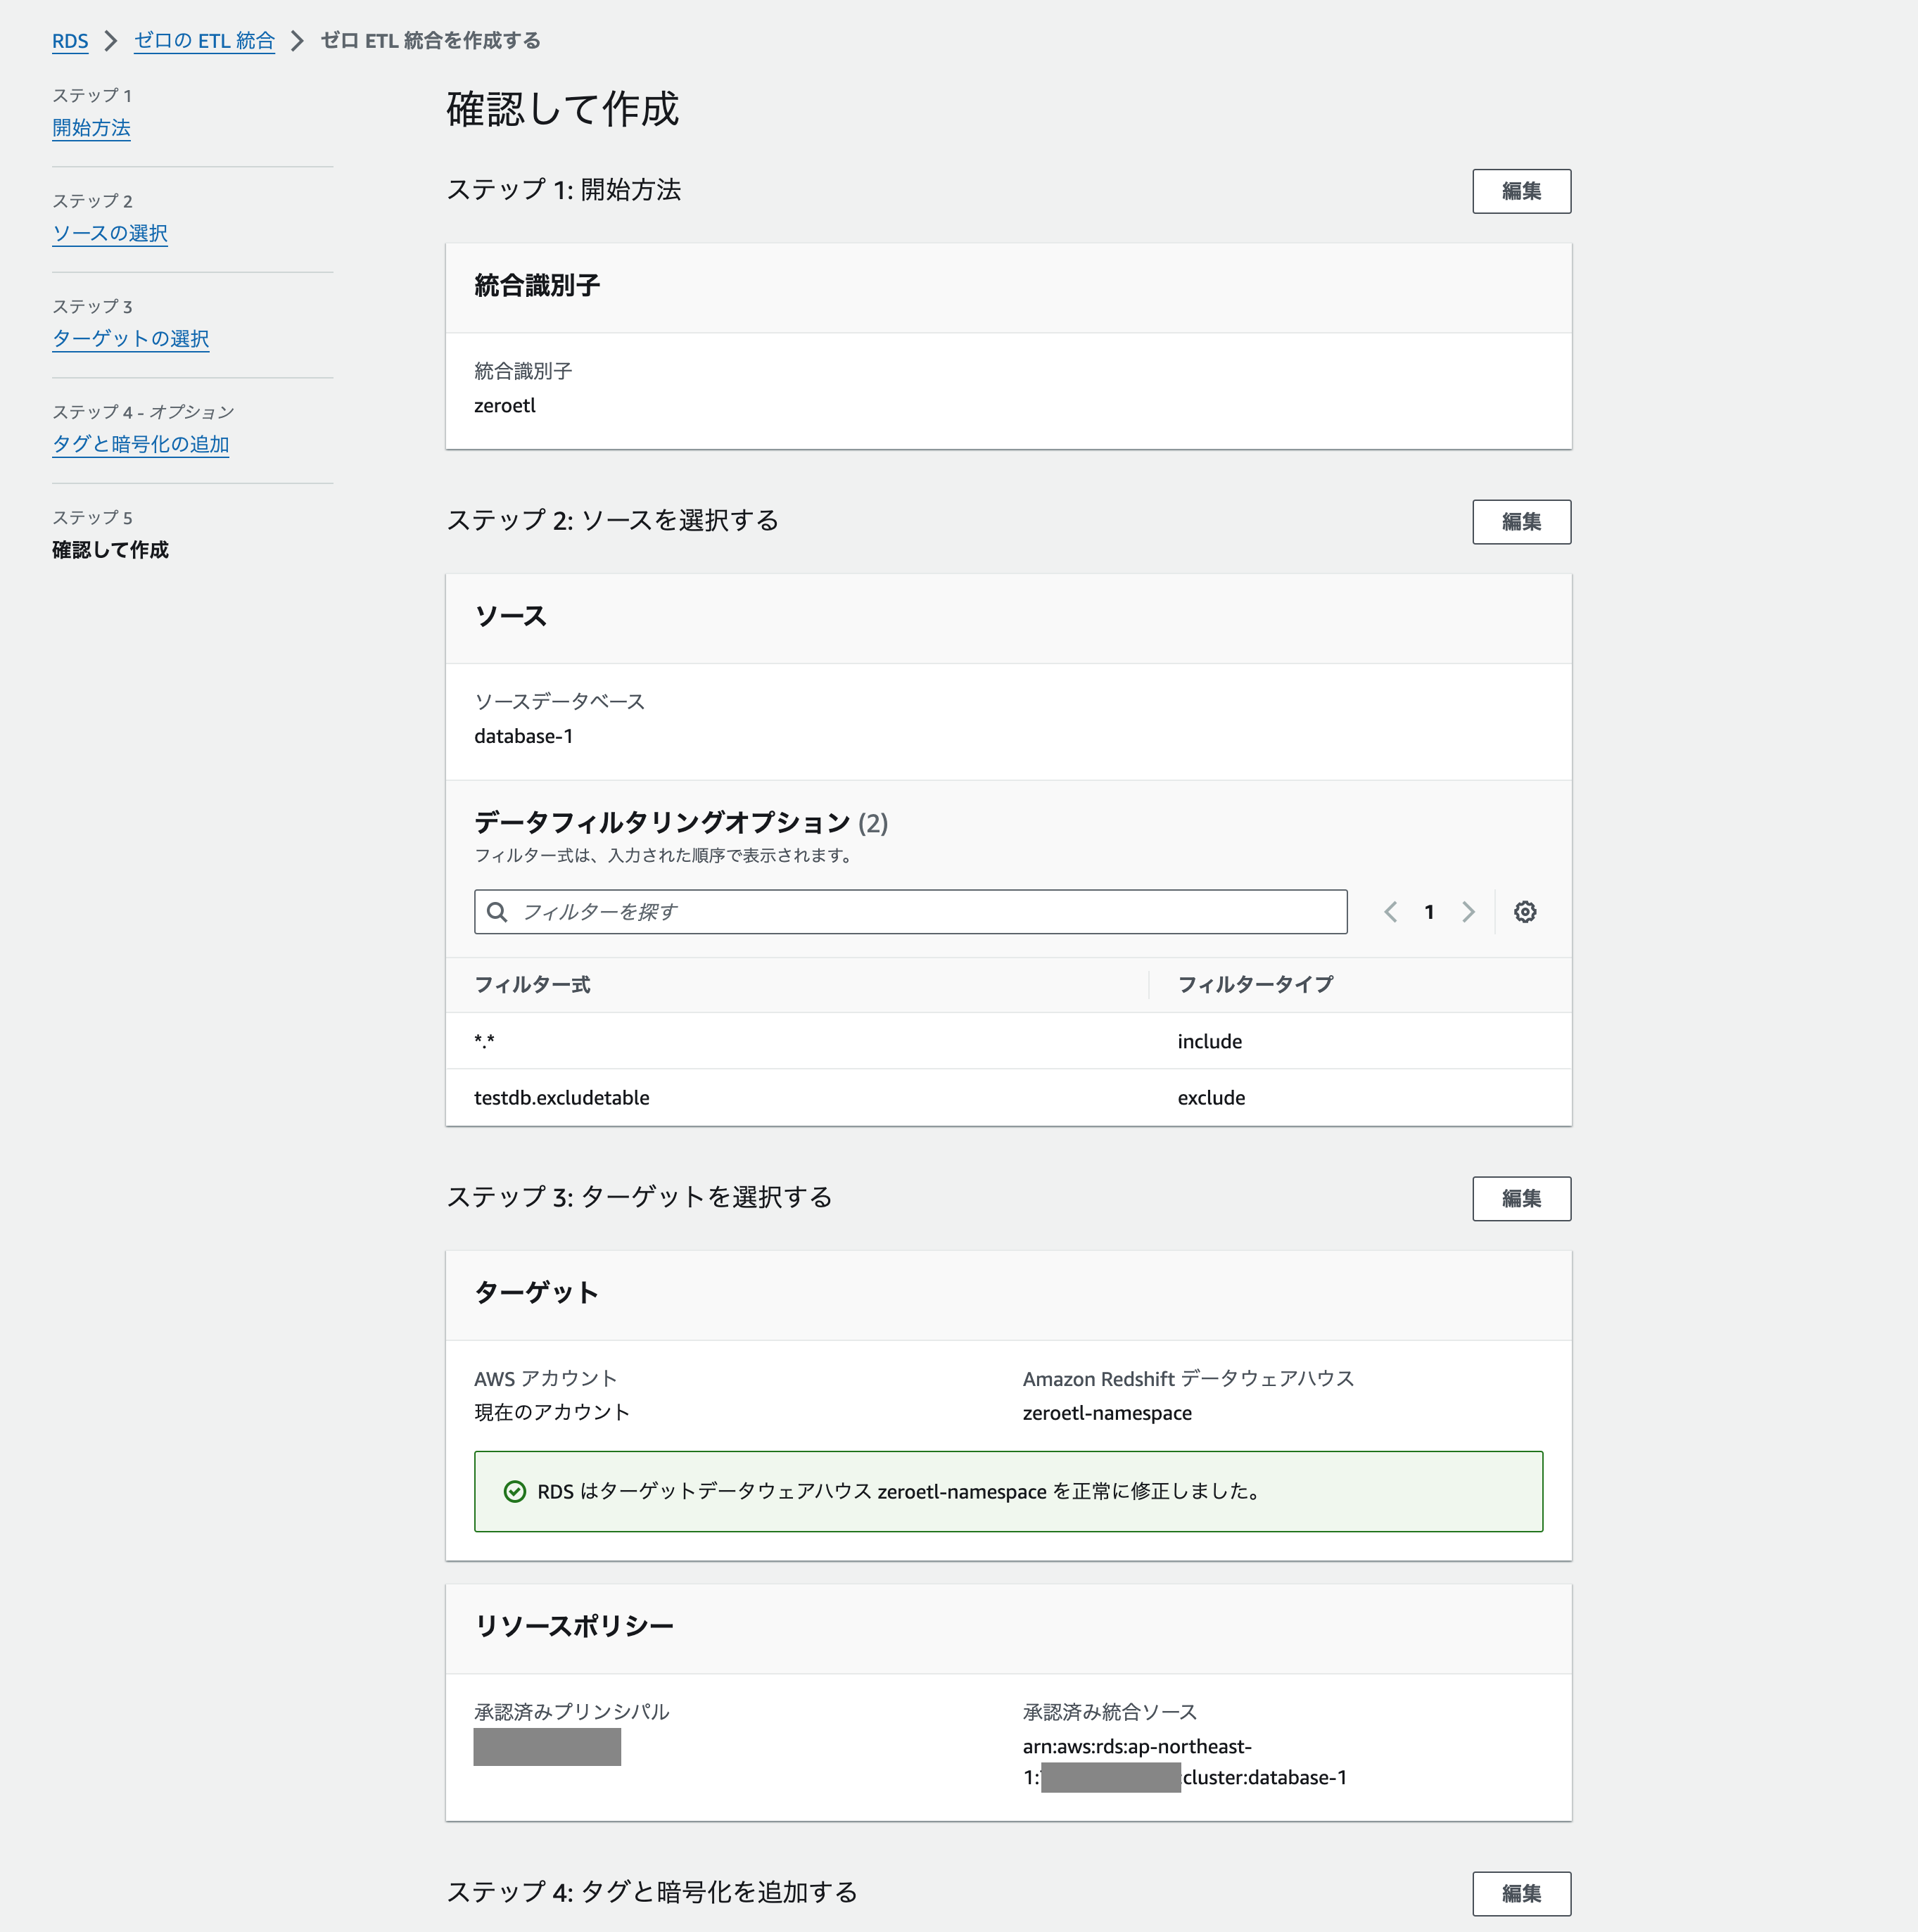 RDS > ゼロの ETL 統合 > ゼロ ETL 統合を作成する
ステップ 1
開始方法
ステップ 2
ソースの選択
ステップ 3
ターゲットの選択
ステップ 4 - オプション
タグと暗号化の追加
ステップ 5
確認して作成
確認して作成
ステップ 1: 開始方法
編集
統合識別子
統合識別子
zeroetl
ステップ 2: ソースを選択する
編集
ソース
ソースデータベース
database-1
データフィルタリングオプション (2)
フィルター式は、入力された順序で表示されます。
フィルターを探す
1
フィルター式 フィルタータイプ
*.* include
testdb.excludetable exclude
ステップ 3: ターゲットを選択する
編集
ターゲット
AWS アカウント
現在のアカウント
Amazon Redshift データウェアハウス
zeroetl-namespace
RDS はターゲットデータウェアハウス zeroetl-namespace を正常に修正しました。
リソースポリシー
承認済みプリンシパル
承認済み統合ソース
arn:aws:rds:ap-northeast-
1: :cluster:database-1
ステップ 4: タグと暗号化を追加する
編集